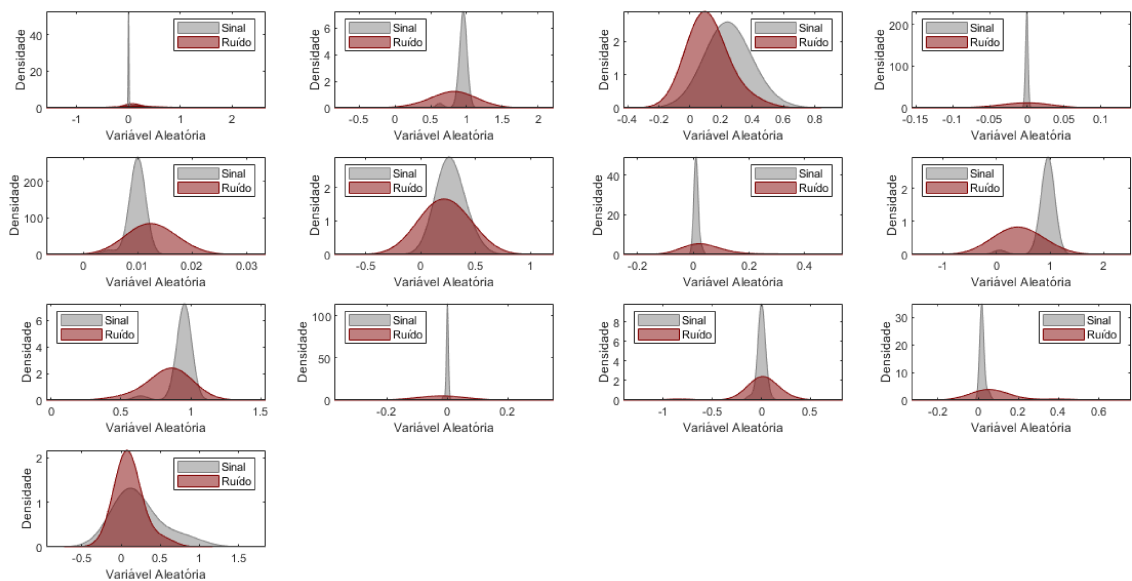 Densidade
40
20
0
-1 0 1 2
Variável Aleatória
Sinal
Ruído
Densidade
6
4
2
0
-0.5 0 0.5 1 1.5 2
Variável Aleatória
Sinal
Ruído
Densidade
2
1
0
-0.4 -0.2 0 0.2 0.4 0.6 0.8
Variável Aleatória
Sinal
Ruído
Densidade
200
100
0
-0.15 -0.1 -0.05 0 0.05 0.1
Variável Aleatória
Sinal
Ruído
Densidade
200
100
0
0 0.01 0.02 0.03
Variável Aleatória
Sinal
Ruído
Densidade
2
1
0
-0.5 0 0.5 1
Variável Aleatória
Sinal
Ruído
Densidade
40
20
0
-0.2 0 0.2 0.4
Variável Aleatória
Sinal
Ruído
Densidade
3
2
1
0
-1 0 1 2
Variável Aleatória
Sinal
Ruído
Densidade
6
4
2
0
0 0.5 1 1.5
Variável Aleatória
Sinal
Ruído
Densidade
100
50
0
-0.2 0 0.2
Variável Aleatória
Sinal
Ruído
Densidade
8
6
4
2
0
-1 -0.5 0 0.5
Variável Aleatória
Sinal
Ruído
Densidade
30
20
10
0
-0.2 0 0.2 0.4 0.6
Variável Aleatória
Sinal
Ruído
Densidade
2
1
0
-0.5 0 0.5 1 1.5
Variável Aleatória
Sinal
Ruído